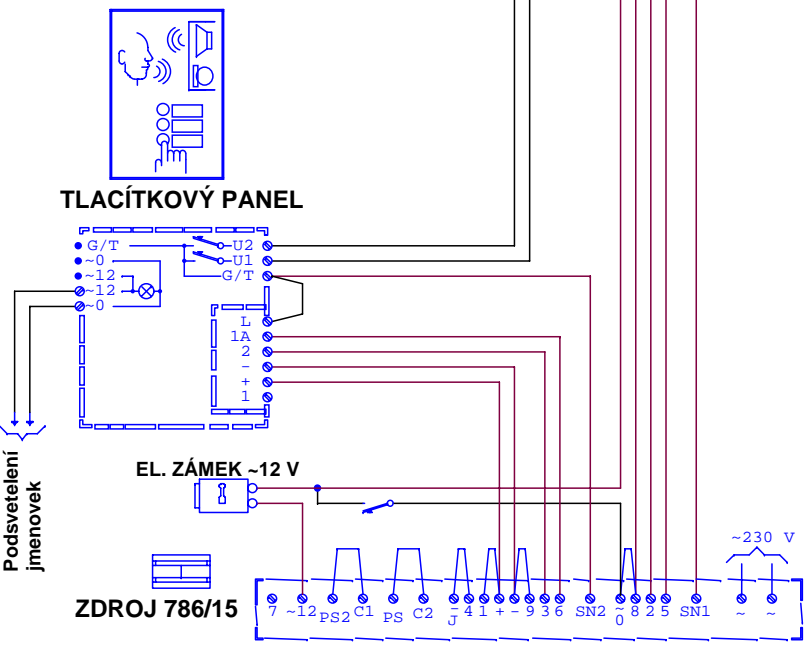 TLACÍTKOVÝ PANEL
G/T U2
~0 U1
~12 G/T
~12
~0
L
1A
2
-
+
1
Podsvetelení
jmenovek
EL. ZÁMEK ~12 V
~230 V
ZDROJ 786/15
7 ~12 PS2 C1 PS C2 J 4 1 + - 9 3 6 SN2 ~0 8 2 5 SN1 ~ ~